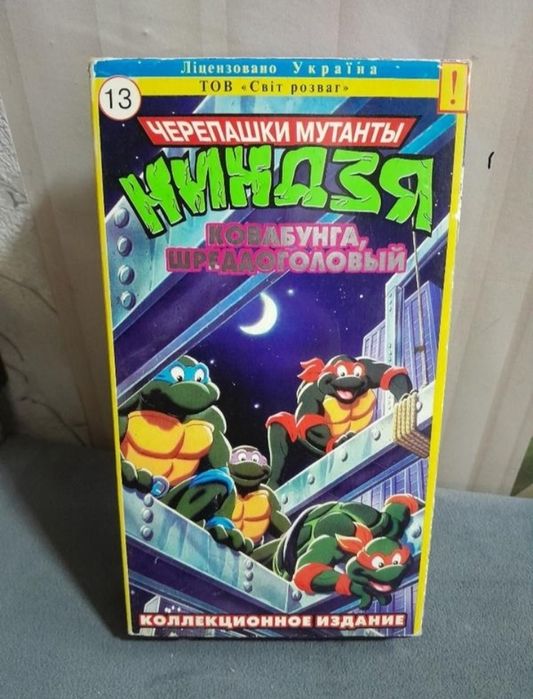 Ліцензовано Україна
ТОВ «Світ розваг»
13
!
ЧЕРЕПАШКИ МУТАНТЫ
НИНДЗЯ
КОВАБУНГА,
ШРЕДДОГОЛОВЫЙ
КОЛЛЕКЦИОННОЕ ИЗДАНИЕ